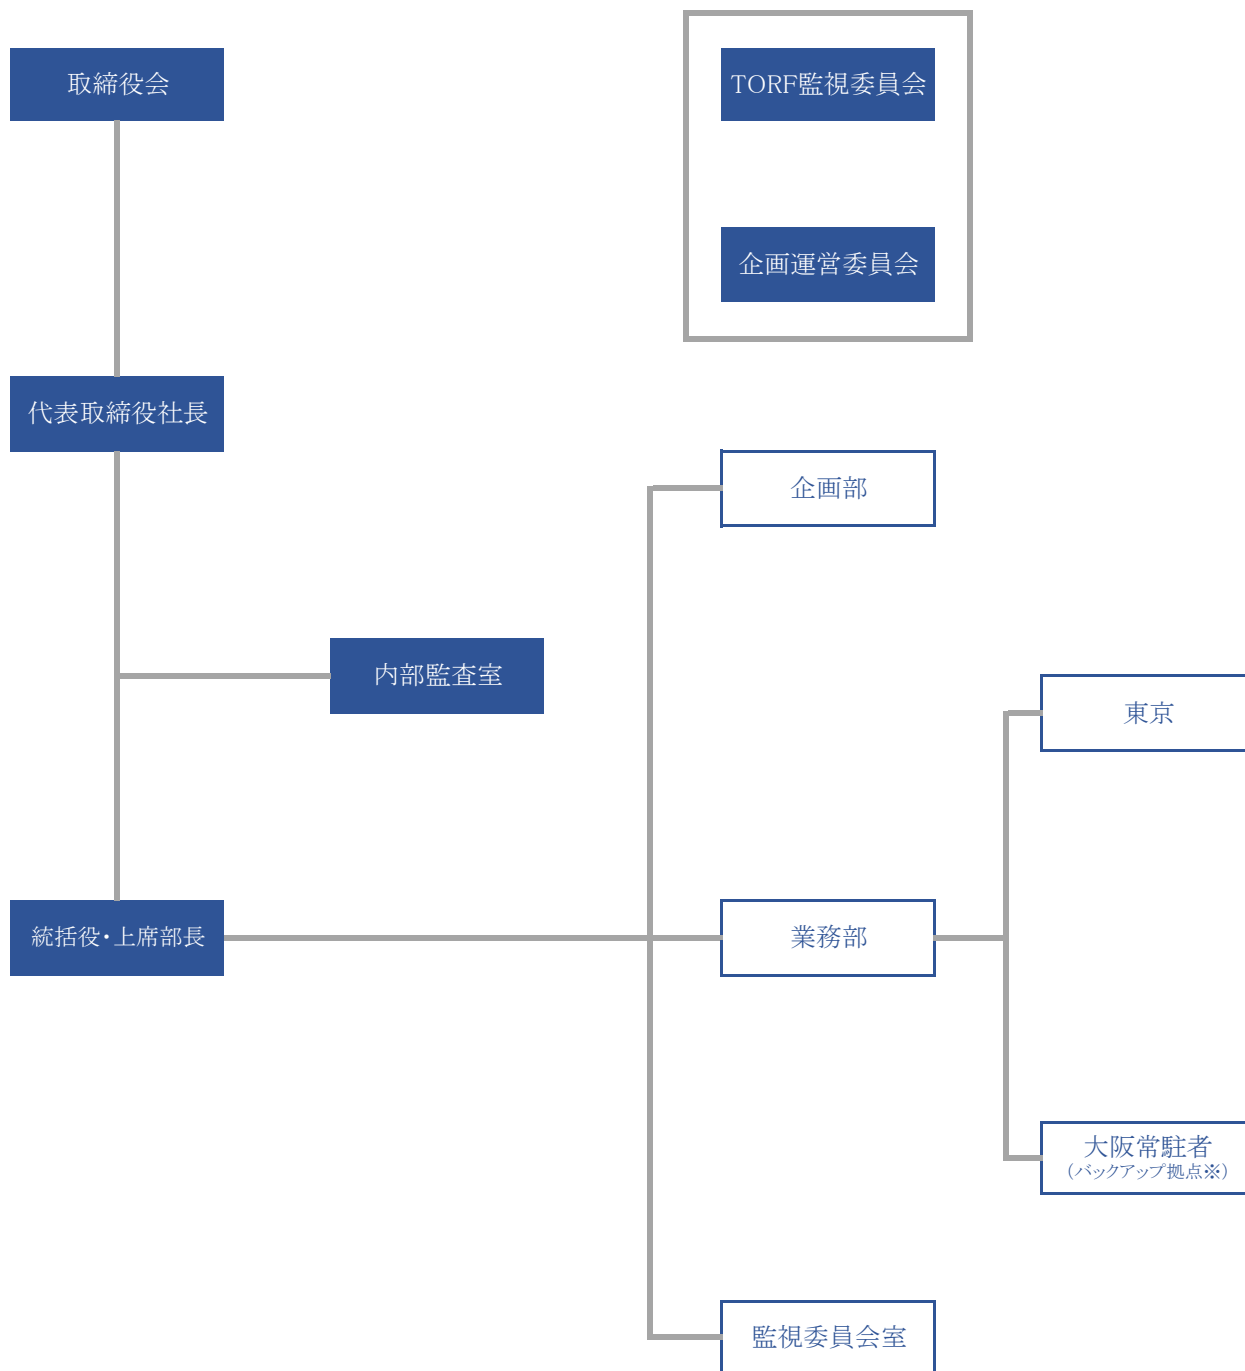 取締役会
TORF監視委員会
企画運営委員会
代表取締役社長
企画部
内部監査室
東京
統括役・上席部長
業務部
大阪常駐者
（バックアップ拠点※）
監視委員会室